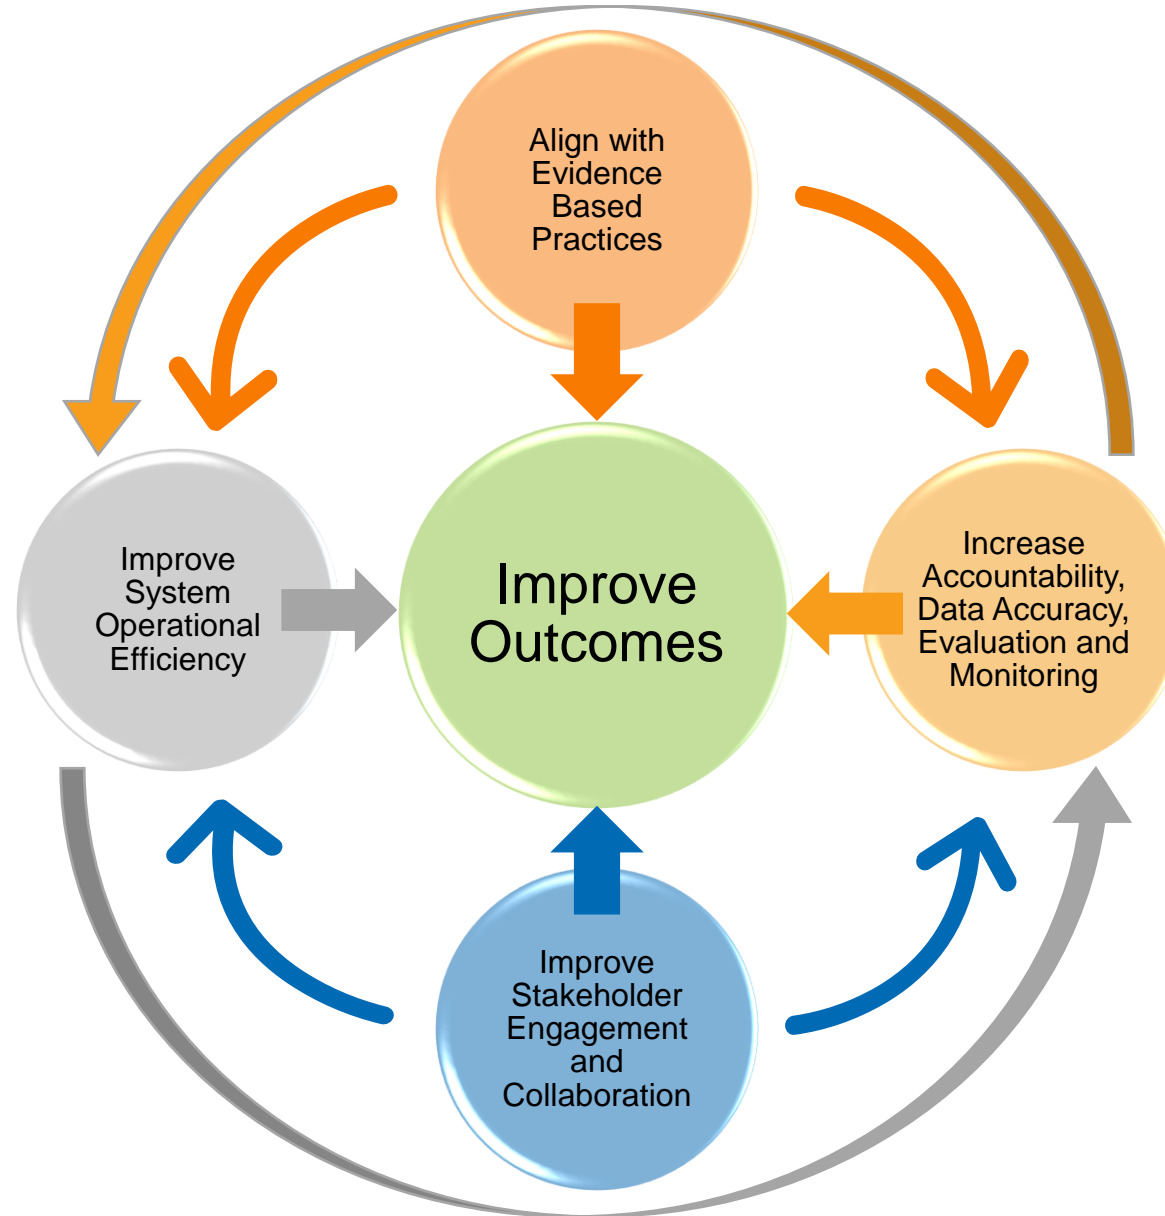 Align with
Evidence
Based
Practices
Improve
System
Operational
Efficiency
Improve
Outcomes
Increase
Accountability,
Data Accuracy,
Evaluation and
Monitoring
Improve
Stakeholder
Engagement
and
Collaboration